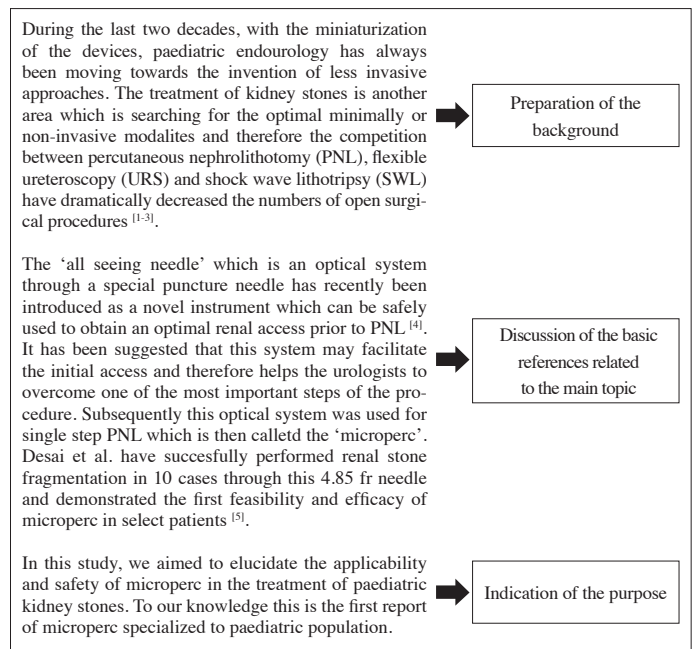 During the last two decades, with the miniaturization
of the devices, paediatric endourology has always
been moving towards the invention of less invasive
approaches. The treatment of kidney stones is another
area which is searching for the optimal minimally or
non-invasive modalites and therefore the competition
between percutaneous nephrolithotomy (PNL), flexible
ureteroscopy (URS) and shock wave lithotripsy (SWL)
have dramatically decreased the numbers of open surgi-
cal procedures [1-3].
Preparation of the
background
The ‘all seeing needle’ which is an optical system
through a special puncture needle has recently been
introduced as a novel instrument which can be safely
used to obtain an optimal renal access prior to PNL [4].
It has been suggested that this system may facilitate
the initial access and therefore helps the urologists to
overcome one of the most important steps of the pro-
cedure. Subsequently this optical system was used for
single step PNL which is then calletd the ‘microperc’.
Desai et al. have succesfully performed renal stone
fragmentation in 10 cases through this 4.85 fr needle
and demonstrated the first feasibility and efficacy of
microperc in select patients [5].
Discussion of the basic
references related
to the main topic
In this study, we aimed to elucidate the applicability
and safety of microperc in the treatment of paediatric
kidney stones. To our knowledge this is the first report
of microperc specialized to paediatric population.
Indication of the purpose